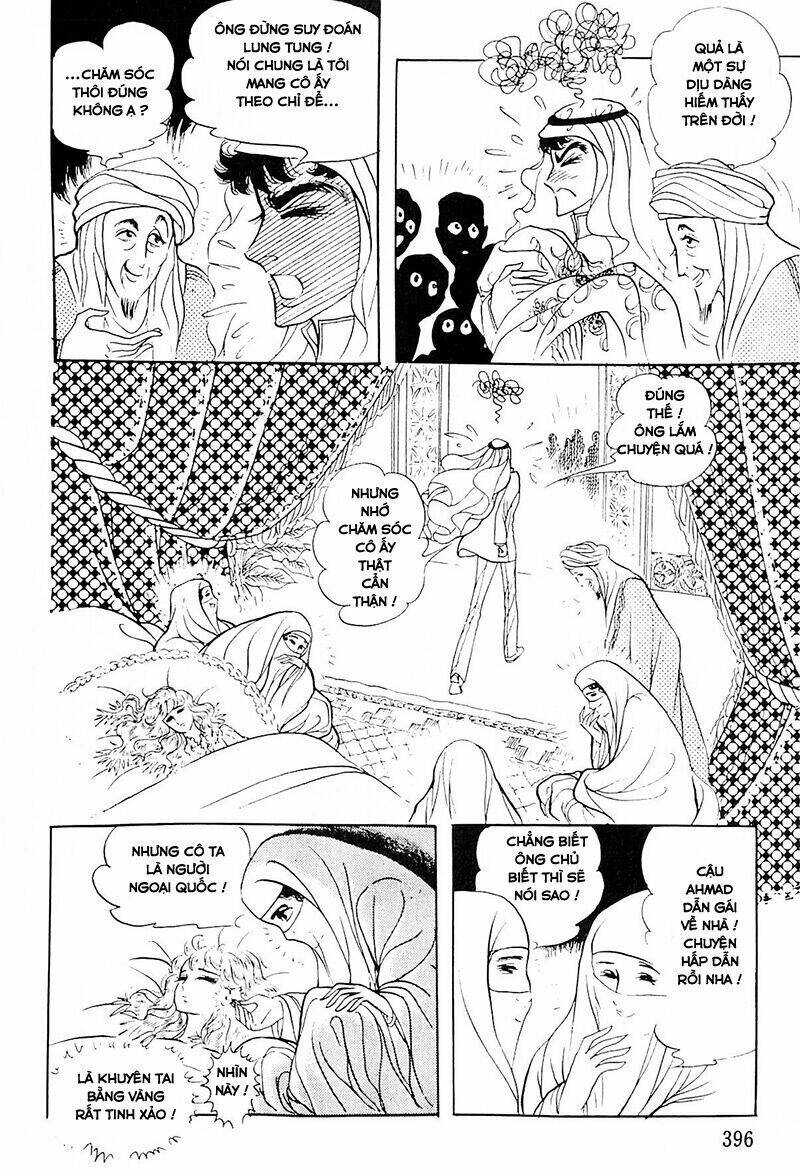 QUẢ LÀ
MỘT SỰ
DỊU DÀNG
HIẾM THẤY
TRÊN ĐỜI !
ÔNG ĐỪNG SUY ĐOÁN
LUNG TUNG !
NÓI CHUNG LÀ TÔI
MANG CÔ ẤY
THEO CHỈ ĐỂ...
...CHĂM SÓC
THÔI ĐÚNG
KHÔNG Ạ ?
ĐÚNG
THẾ !
ÔNG LẮM
CHUYỆN QUÁ !
NHƯNG
NHỚ
CHĂM SÓC
CÔ ẤY
THẬT
CẨN
THẬN !
CẬU
AHMAD
DẪN GÁI
VỀ NHÀ !
CHUYỆN
HẤP DẪN
RỒI NHA !
CHẲNG BIẾT
ÔNG CHỦ
BIẾT THÌ SẼ
NÓI SAO !
NHƯNG CÔ TA
LÀ NGƯỜI
NGOẠI QUỐC !
NHÌN
NÀY !
LÀ KHUYÊN TAI
BẰNG VÀNG
RẤT TINH XẢO !
396